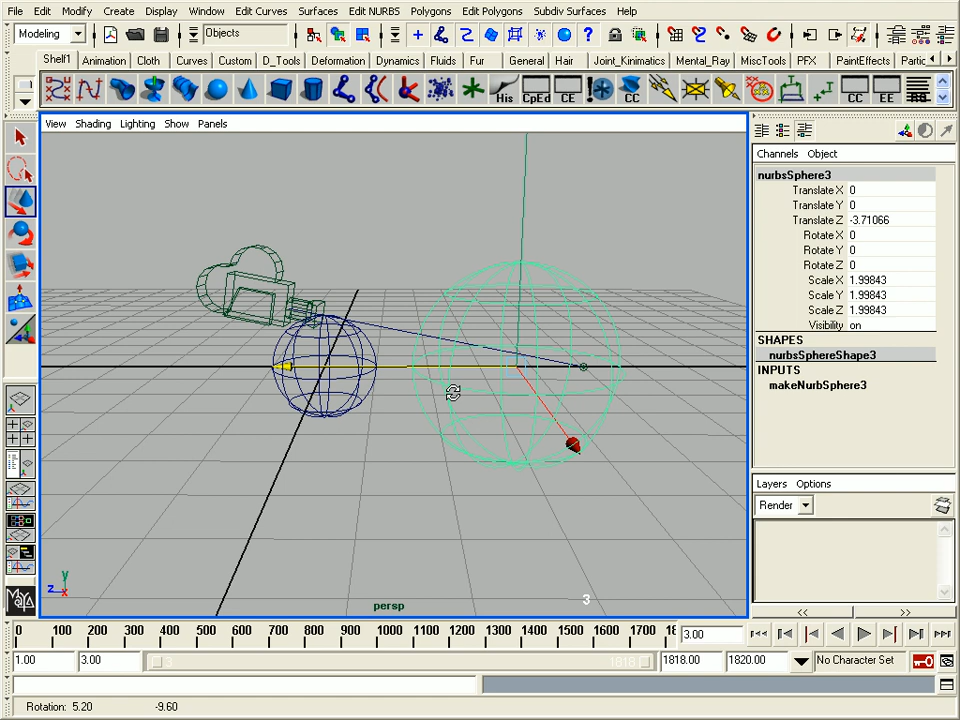 File Edit Modify Create Display Window Edit Curves Surfaces Edit NURBS Polygons Edit Polygons Subdiv Surfaces Help
Modeling Objects
Shelf1 Animation Cloth Curves Custom D_Tools Deformation Dynamics Fluids Fur General Hair Joint_Kinematics Mental_Ray MiscTools PFX PaintEffects Partic
His CpEd CE CC CC EE
View Shading Lighting Show Panels
Channels Object
nurbsSphere3
Translate X 0
Translate Y 0
Translate Z -3.71066
Rotate X 0
Rotate Y 0
Rotate Z 0
Scale X 1.99843
Scale Y 1.99843
Scale Z 1.99843
Visibility on
SHAPES
nurbsSphereShape3
INPUTS
makeNurbSphere3
Layers Options
Render
y
z x
persp
3
<< >>
0 100 200 300 400 500 600 700 800 900 1000 1100 1200 1300 1400 1500 1600 1700 18
3.00
1.00 3.00 3 1818 1818.00 1820.00 No Character Set
Rotation: 5.20 -9.60